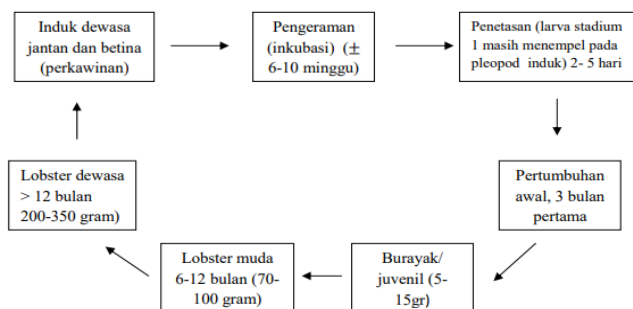 Induk dewasa
jantan dan betina
(perkawinan)
Pengeraman
(inkubasi) (±
6-10 minggu)
Penetasan (larva stadium
1 masih menempel pada
pleopod induk) 2- 5 hari
Pertumbuhan
awal, 3 bulan
pertama
Burayak/
juvenil (5-
15gr)
Lobster muda
6-12 bulan (70-
100 gram)
Lobster dewasa
> 12 bulan
200-350 gram)